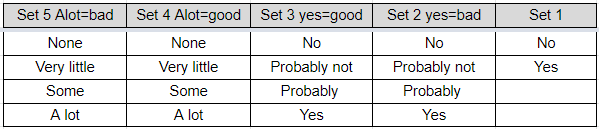 Set 5 Alot=bad Set 4 Alot=good Set 3 yes=good Set 2 yes=bad Set 1
None None No No No
Very little Very little Probably not Probably not Yes
Some Some Probably Probably
A lot A lot Yes Yes